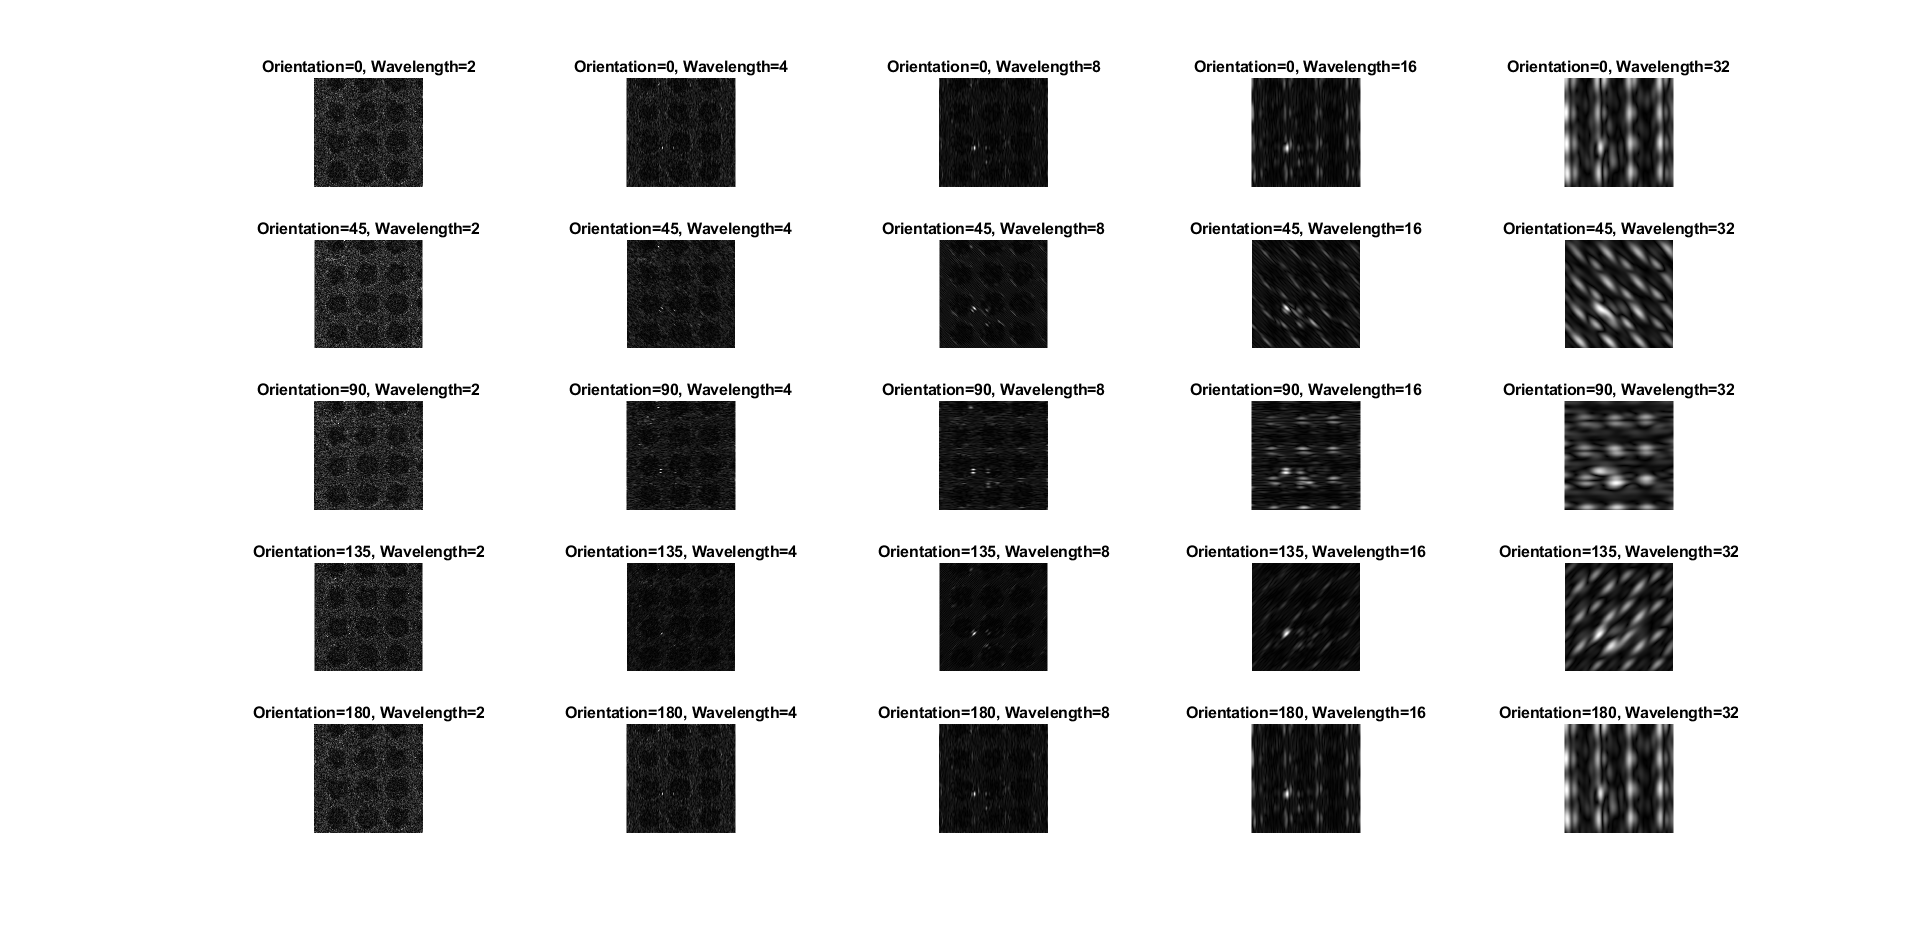 Orientation=0, Wavelength=2
Orientation=0, Wavelength=4
Orientation=0, Wavelength=8
Orientation=0, Wavelength=16
Orientation=0, Wavelength=32
Orientation=45, Wavelength=2
Orientation=45, Wavelength=4
Orientation=45, Wavelength=8
Orientation=45, Wavelength=16
Orientation=45, Wavelength=32
Orientation=90, Wavelength=2
Orientation=90, Wavelength=4
Orientation=90, Wavelength=8
Orientation=90, Wavelength=16
Orientation=90, Wavelength=32
Orientation=135, Wavelength=2
Orientation=135, Wavelength=4
Orientation=135, Wavelength=8
Orientation=135, Wavelength=16
Orientation=135, Wavelength=32
Orientation=180, Wavelength=2
Orientation=180, Wavelength=4
Orientation=180, Wavelength=8
Orientation=180, Wavelength=16
Orientation=180, Wavelength=32